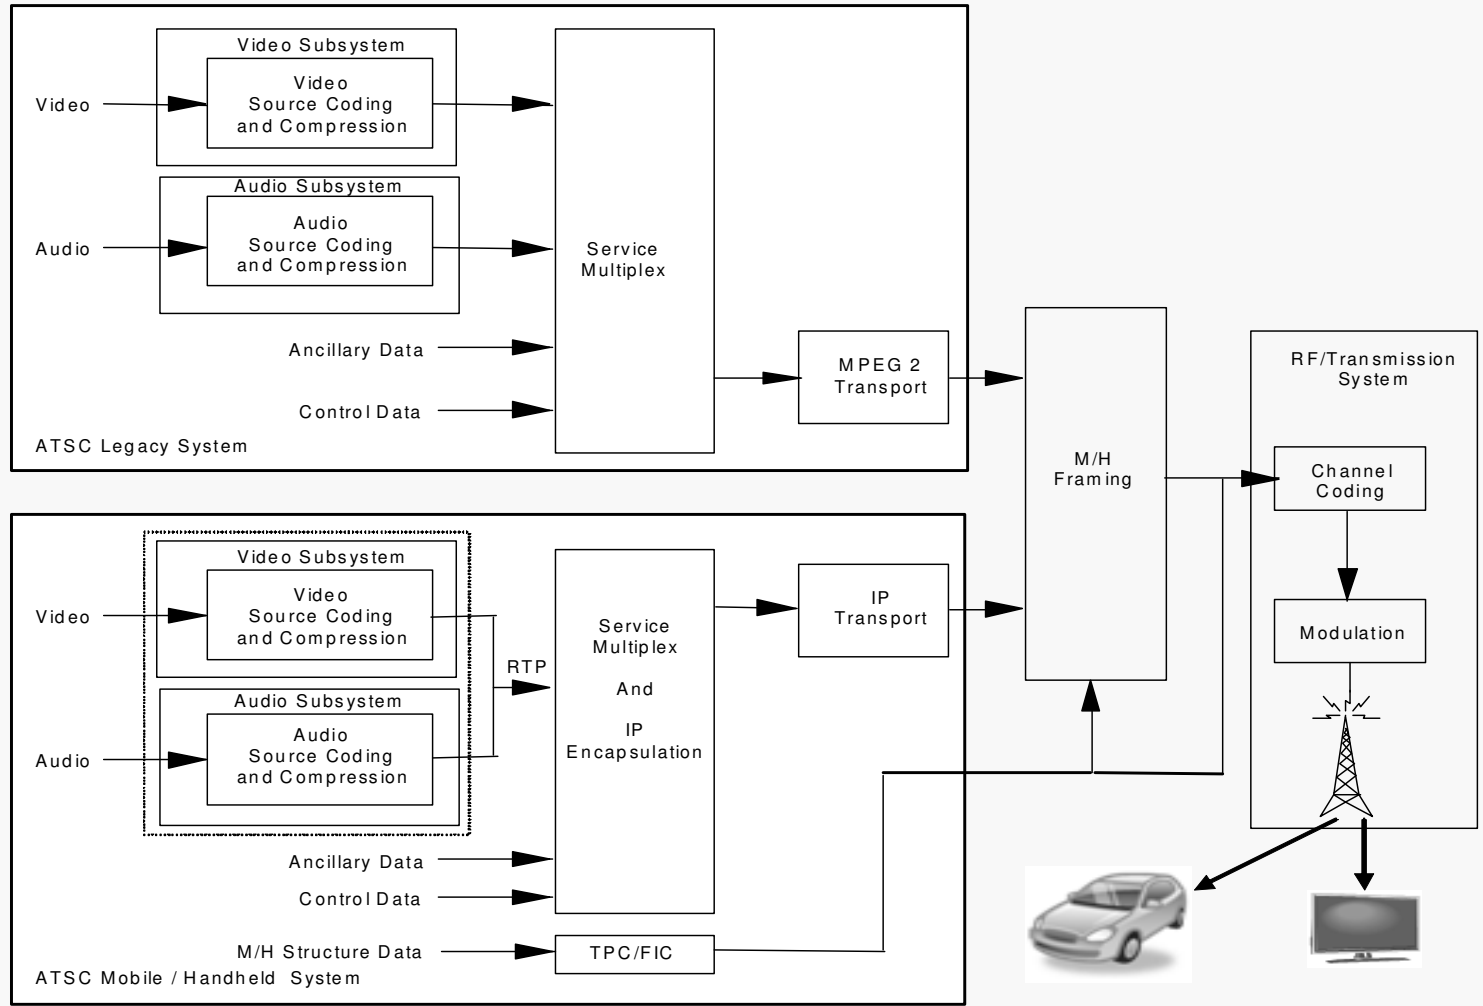 Video Subsystem
Video
Source Coding
and Compression
Video
Audio Subsystem
Audio
Source Coding
and Compression
Audio
Service
Multiplex
Ancillary Data
Control Data
MPEG 2
Transport
ATSC Legacy System
M/H
Framing
RF/Transmission
System
Channel
Coding
Modulation
Video Subsystem
Video
Source Coding
and Compression
Video
RTP
Audio Subsystem
Audio
Source Coding
and Compression
Audio
Service
Multiplex
And
IP
Encapsulation
IP
Transport
Ancillary Data
Control Data
M/H Structure Data
TPC/FIC
ATSC Mobile / Handheld System